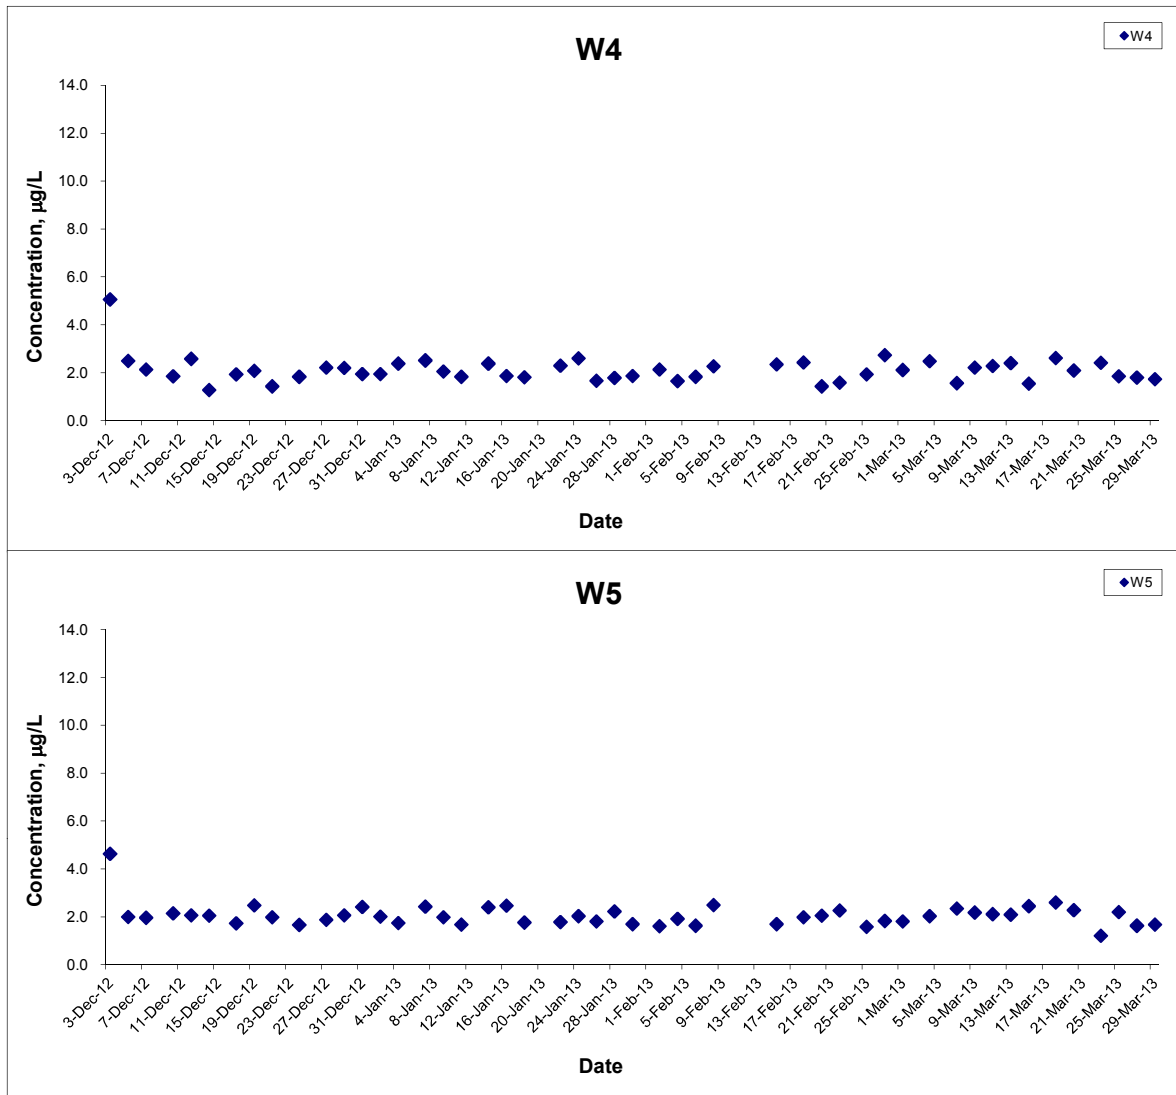 W4
W4
14.0
12.0
10.0
8.0
6.0
4.0
2.0
0.0
Concentration, µg/L
3-Dec-12
7-Dec-12
11-Dec-12
15-Dec-12
19-Dec-12
23-Dec-12
27-Dec-12
31-Dec-12
4-Jan-13
8-Jan-13
12-Jan-13
16-Jan-13
20-Jan-13
24-Jan-13
28-Jan-13
1-Feb-13
5-Feb-13
9-Feb-13
13-Feb-13
17-Feb-13
21-Feb-13
25-Feb-13
1-Mar-13
5-Mar-13
9-Mar-13
13-Mar-13
17-Mar-13
21-Mar-13
25-Mar-13
29-Mar-13
Date
W5
W5
14.0
12.0
10.0
8.0
6.0
4.0
2.0
0.0
Concentration, µg/L
3-Dec-12
7-Dec-12
11-Dec-12
15-Dec-12
19-Dec-12
23-Dec-12
27-Dec-12
31-Dec-12
4-Jan-13
8-Jan-13
12-Jan-13
16-Jan-13
20-Jan-13
24-Jan-13
28-Jan-13
1-Feb-13
5-Feb-13
9-Feb-13
13-Feb-13
17-Feb-13
21-Feb-13
25-Feb-13
1-Mar-13
5-Mar-13
9-Mar-13
13-Mar-13
17-Mar-13
21-Mar-13
25-Mar-13
29-Mar-13
Date